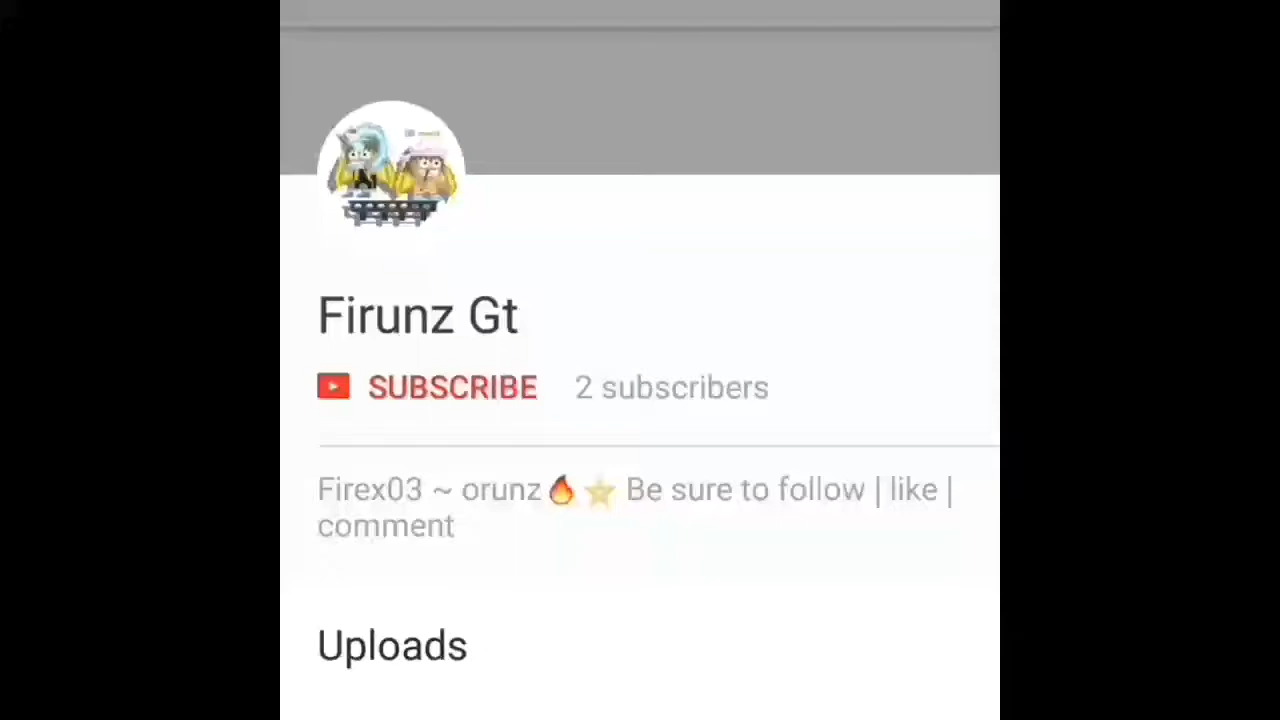 Firunz Gt
SUBSCRIBE 2 subscribers
Firex03 ~ orunz🔥⭐ Be sure to follow | like |
comment
Uploads